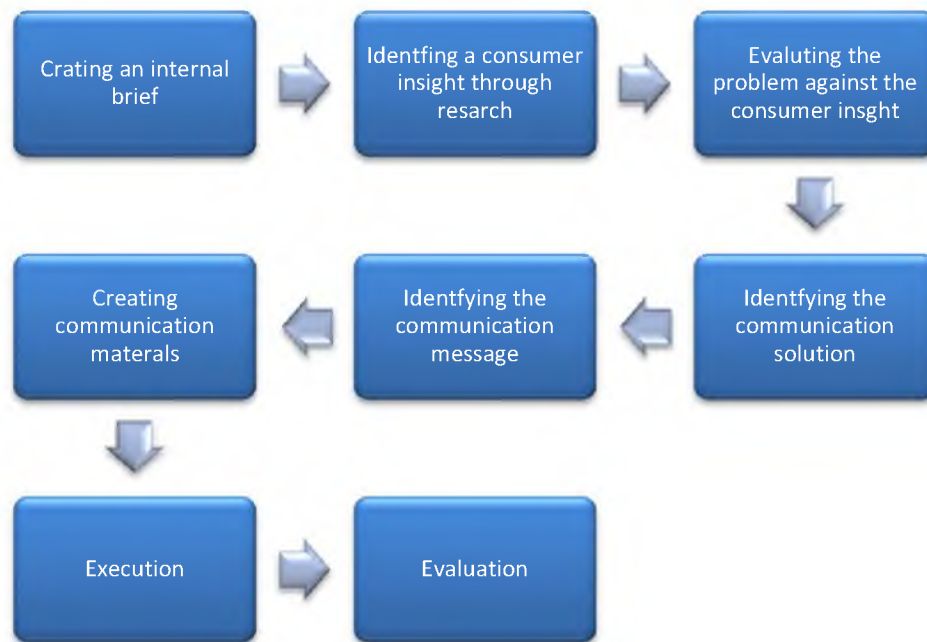 Crating an internal
brief
Identfing a consumer
insight through
resarch
Evaluting the
problem against the
consumer insght
Identfying the
communication
solution
Identfying the
communication
message
Creating
communication
materals
Execution
Evaluation